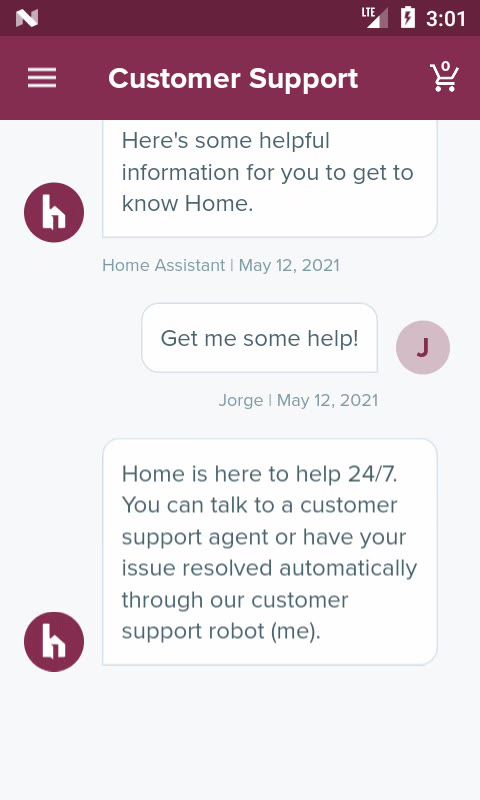 LTE 3:01
Customer Support
0
Here's some helpful
information for you to get to
know Home.
h
Home Assistant | May 12, 2021
Get me some help!
J
Jorge | May 12, 2021
Home is here to help 24/7.
You can talk to a customer
support agent or have your
issue resolved automatically
through our customer
support robot (me).
h